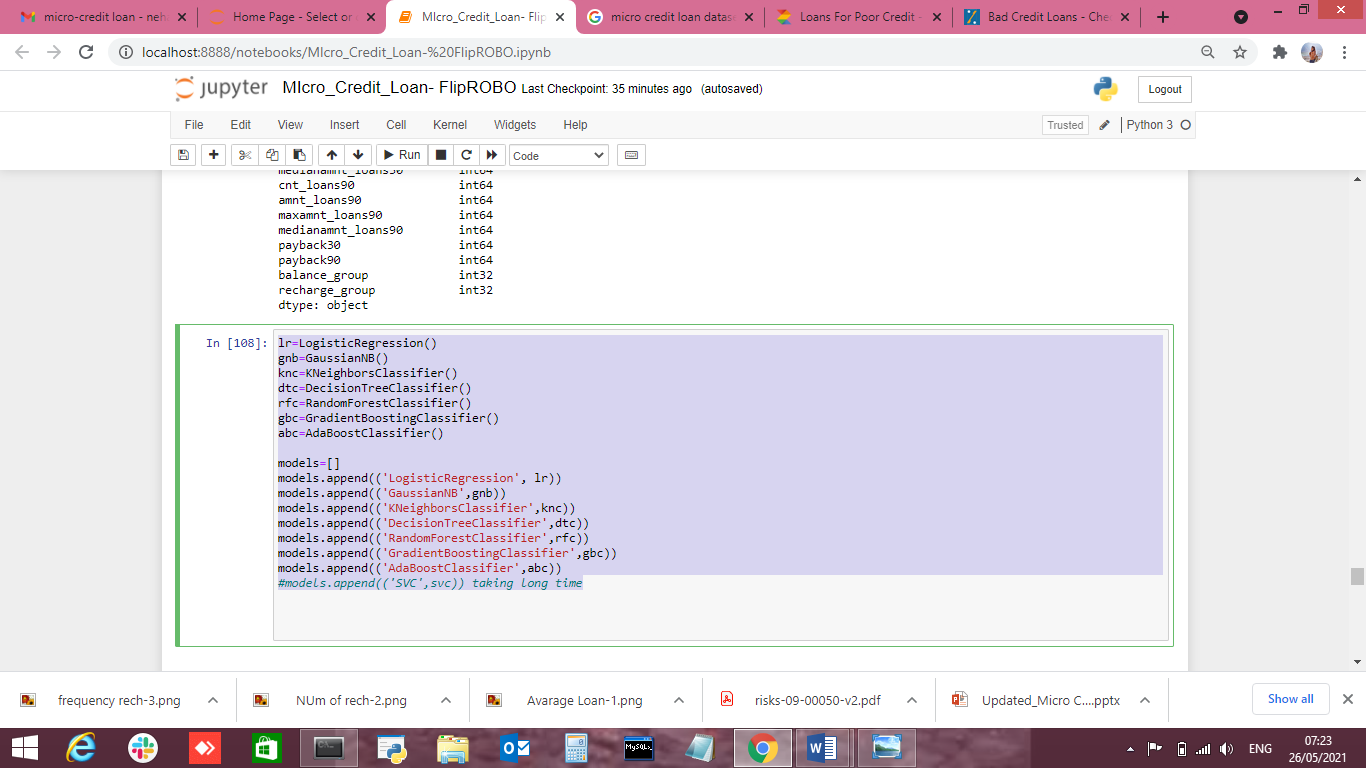 micro-credit loan - neh
Home Page - Select or
MIcro_Credit_Loan- Flip
micro credit loan datase
Loans For Poor Credit -
Bad Credit Loans - Che
localhost:8888/notebooks/MIcro_Credit_Loan-%20FlipROBO.ipynb
jupyter MIcro_Credit_Loan- FlipROBO Last Checkpoint: 35 minutes ago (autosaved)
Logout
File Edit View Insert Cell Kernel Widgets Help
Trusted
Python 3
Run
Code
medianamnt_loans30 int64
cnt_loans90 int64
amnt_loans90 int64
maxamnt_loans90 int64
medianamnt_loans90 int64
payback30 int64
payback90 int64
balance_group int32
recharge_group int32
dtype: object
In [108]: lr=LogisticRegression()
gnb=GaussianNB()
knc=KNeighborsClassifier()
dtc=DecisionTreeClassifier()
rfc=RandomForestClassifier()
gbc=GradientBoostingClassifier()
abc=AdaBoostClassifier()
models=[]
models.append(('LogisticRegression', lr))
models.append(('GaussianNB',gnb))
models.append(('KNeighborsClassifier',knc))
models.append(('DecisionTreeClassifier',dtc))
models.append(('RandomForestClassifier',rfc))
models.append(('GradientBoostingClassifier',gbc))
models.append(('AdaBoostClassifier',abc))
#models.append(('SVC',svc)) taking long time
frequency rech-3.png
NUm of rech-2.png
Avarage Loan-1.png
risks-09-00050-v2.pdf
Updated_Micro C....pptx
Show all
MySQL
ENG
07:23
26/05/2021